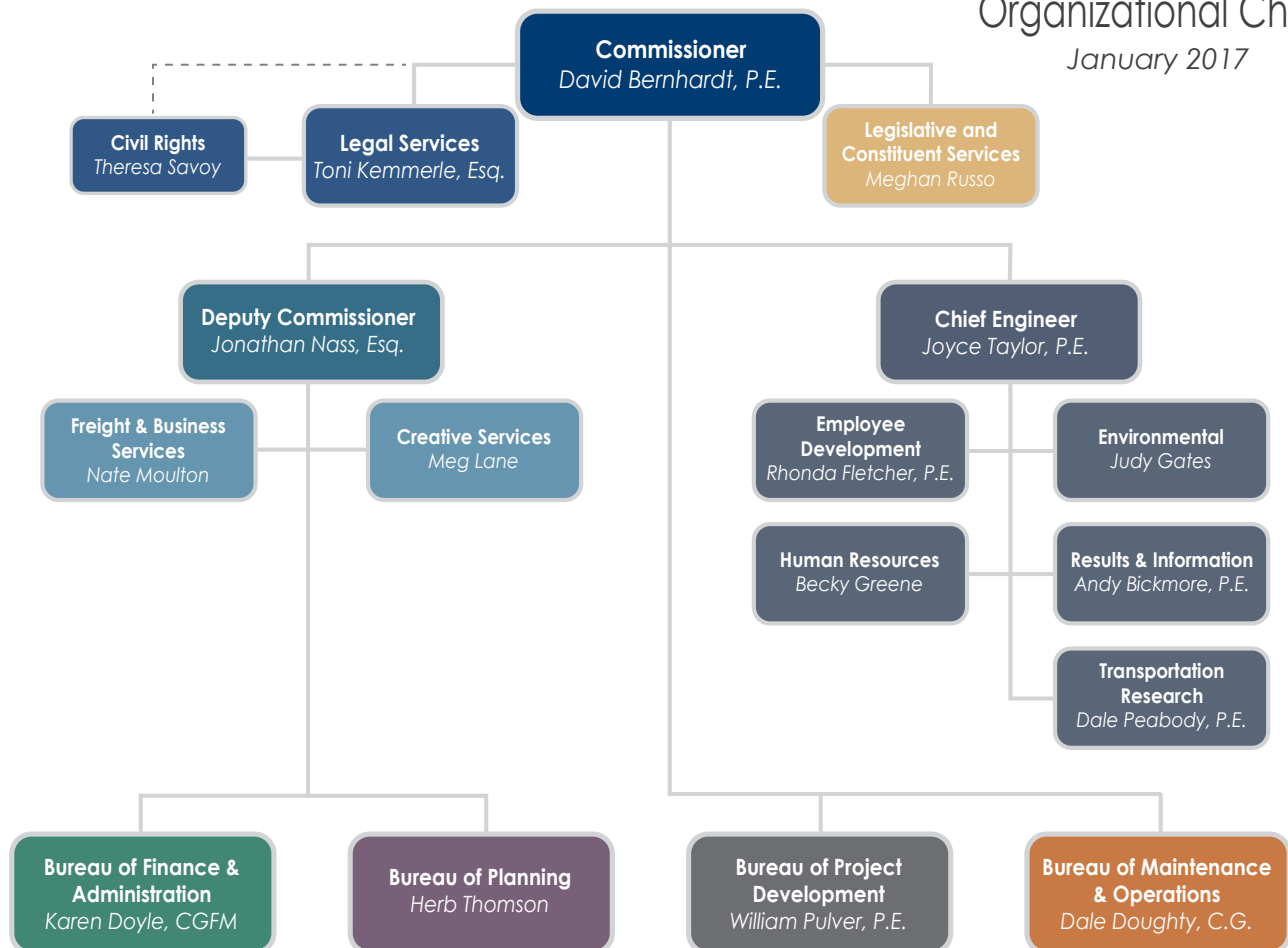 Organizational Ch
January 2017
Commissioner
David Bernhardt, P.E.
Civil Rights
Theresa Savoy
Legal Services
Toni Kemmerle, Esq.
Legislative and
Constituent Services
Meghan Russo
Deputy Commissioner
Jonathan Nass, Esq.
Chief Engineer
Joyce Taylor, P.E.
Freight & Business
Services
Nate Moulton
Creative Services
Meg Lane
Employee
Development
Rhonda Fletcher, P.E.
Environmental
Judy Gates
Human Resources
Becky Greene
Results & Information
Andy Bickmore, P.E.
Transportation
Research
Dale Peabody, P.E.
Bureau of Finance &
Administration
Karen Doyle, CGFM
Bureau of Planning
Herb Thomson
Bureau of Project
Development
William Pulver, P.E.
Bureau of Maintenance
& Operations
Dale Doughty, C.G.